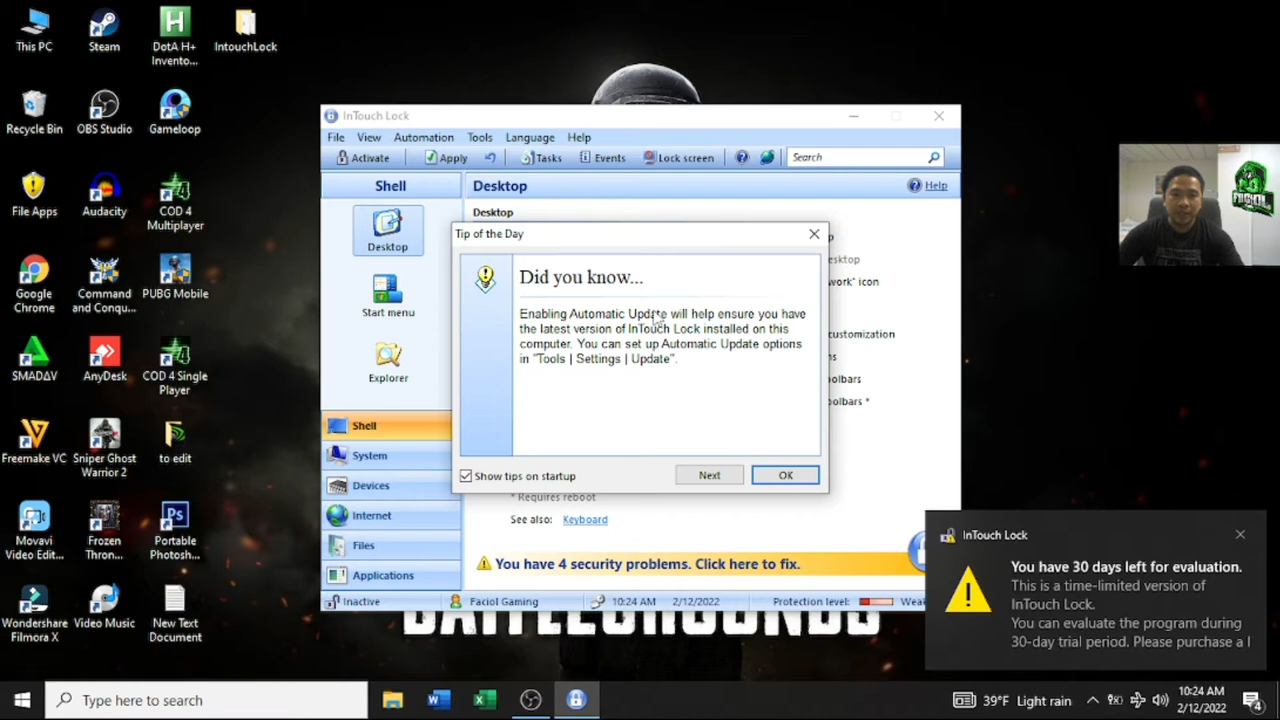 This PC
Steam
DotA H+
Invento...
IntouchLock
Recycle Bin
OBS Studio
Gameloop
File Apps
Audacity
COD 4
Multiplayer
Google
Chrome
Command
and Conqu...
PUBG Mobile
SMADΔV
AnyDesk
COD 4 Single
Player
Freemake VC
Sniper Ghost
Warrior 2
to edit
Movavi
Video Edit...
Frozen
Thron...
Portable
Photosh...
Wondershare
Filmora X
Video Music
New Text
Document
InTouch Lock
File View Automation Tools Language Help
Activate Apply Tasks Events Lock screen Search
Shell
Desktop
Help
Desktop
Desktop
Start menu
Explorer
Shell
System
Devices
Internet
Files
Applications
Tip of the Day
Did you know...
Enabling Automatic Update will help ensure you have
the latest version of InTouch Lock installed on this
computer. You can set up Automatic Update options
in "Tools | Settings | Update".
Show tips on startup
Next
OK
esktop
work" icon
customization
oolbars *
* Requires reboot
See also: Keyboard
You have 4 security problems. Click here to fix.
Inactive
Faciol Gaming
10:24 AM 2/12/2022
Protection level: Weak
BATTLEGROUNDS
InTouch Lock
You have 30 days left for evaluation.
This is a time-limited version of
InTouch Lock.
You can evaluate the program during
30-day trial period. Please purchase a l
Type here to search
39°F Light rain
10:24 AM
2/12/2022
4